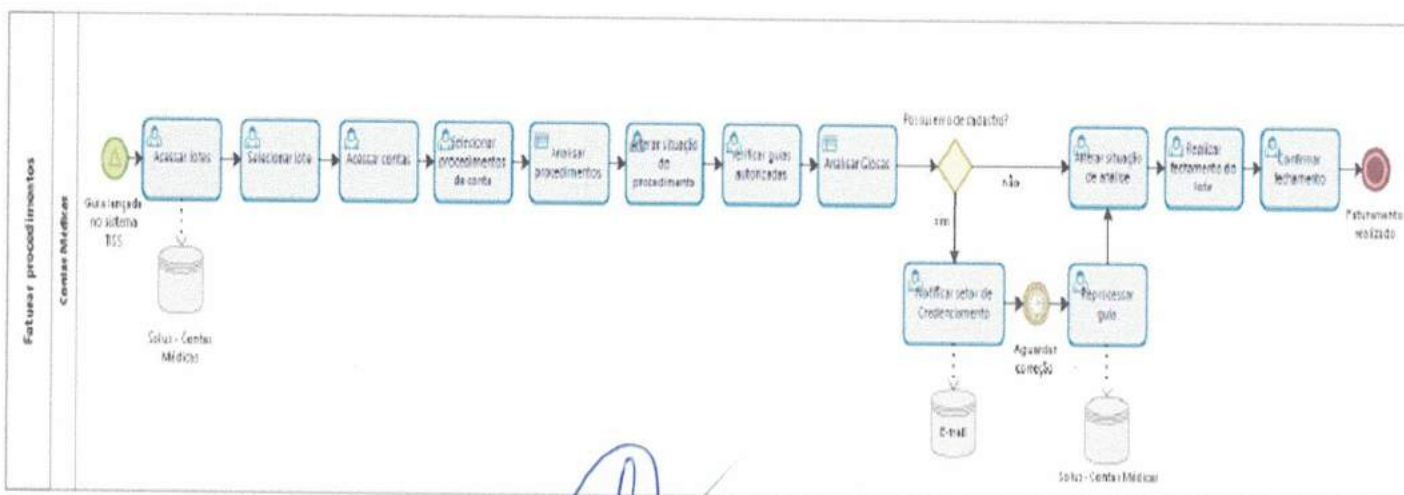 Faturar procedimentos
Contas Médicas
Guia lançada
no sistema
TISS
Acessar lotes
Selecionar lote
Acessar contas
Selecionar
procedimentos
da conta
Analisar
procedimentos
Alterar situação
do
procedimento
Verificar guias
autorizadas
Analisar Glosas
Possui erro de cadastro?
não
sim
Alterar situação
de análise
Realizar
fechamento do
lote
Confirmar
fechamento
Faturamento
realizado
Solus - Contas
Médicas
Notificar setor de
Credenciamento
Aguardar
correção
Reprocessar
guia
E-mail
Solus - Contas Médicas